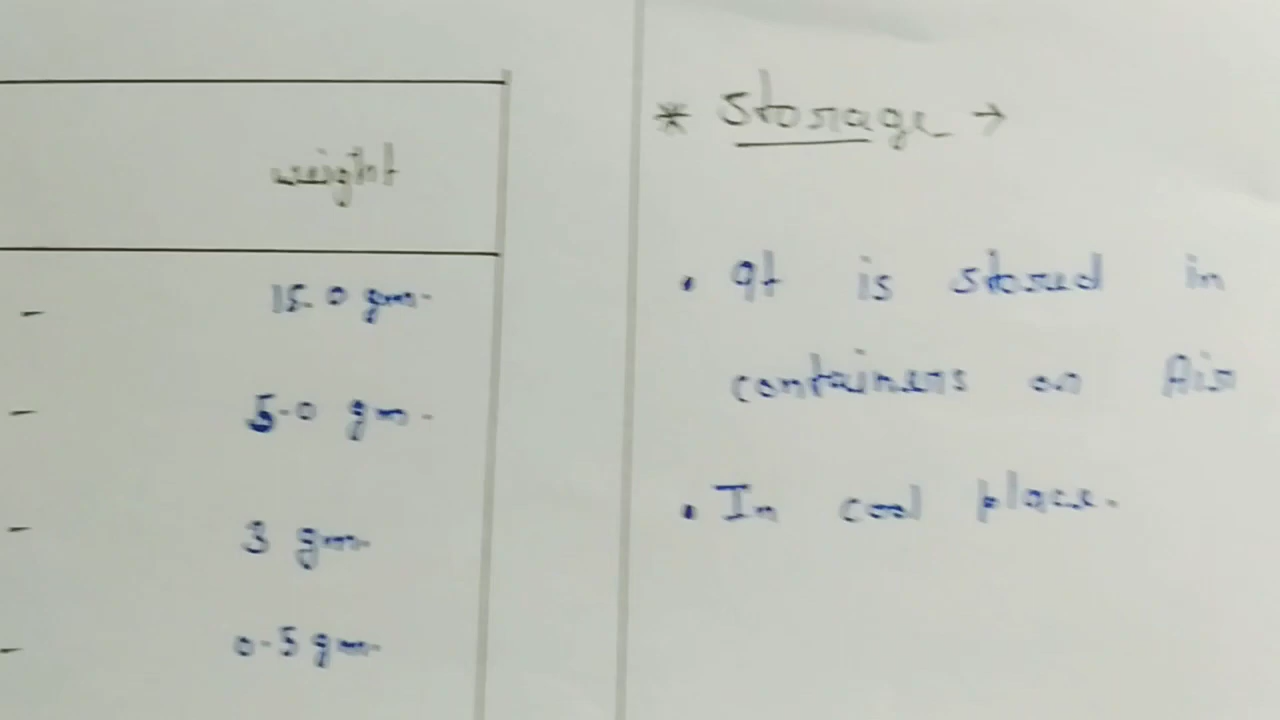 weight
15.0 gm.
5.0 gm.
3 gm.
0.5 gm.
* Storage →
• It is stored in
containers or Air
• In cool place.